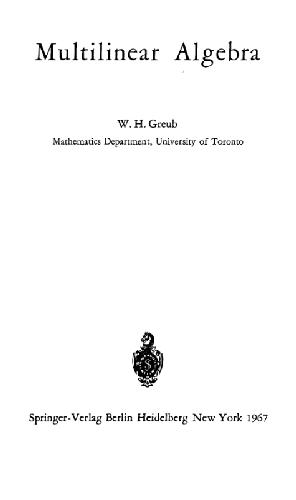 Multilinear Algebra
W. H. Greub
Mathematics Department, University of Toronto
Springer-Verlag Berlin Heidelberg New York 1967